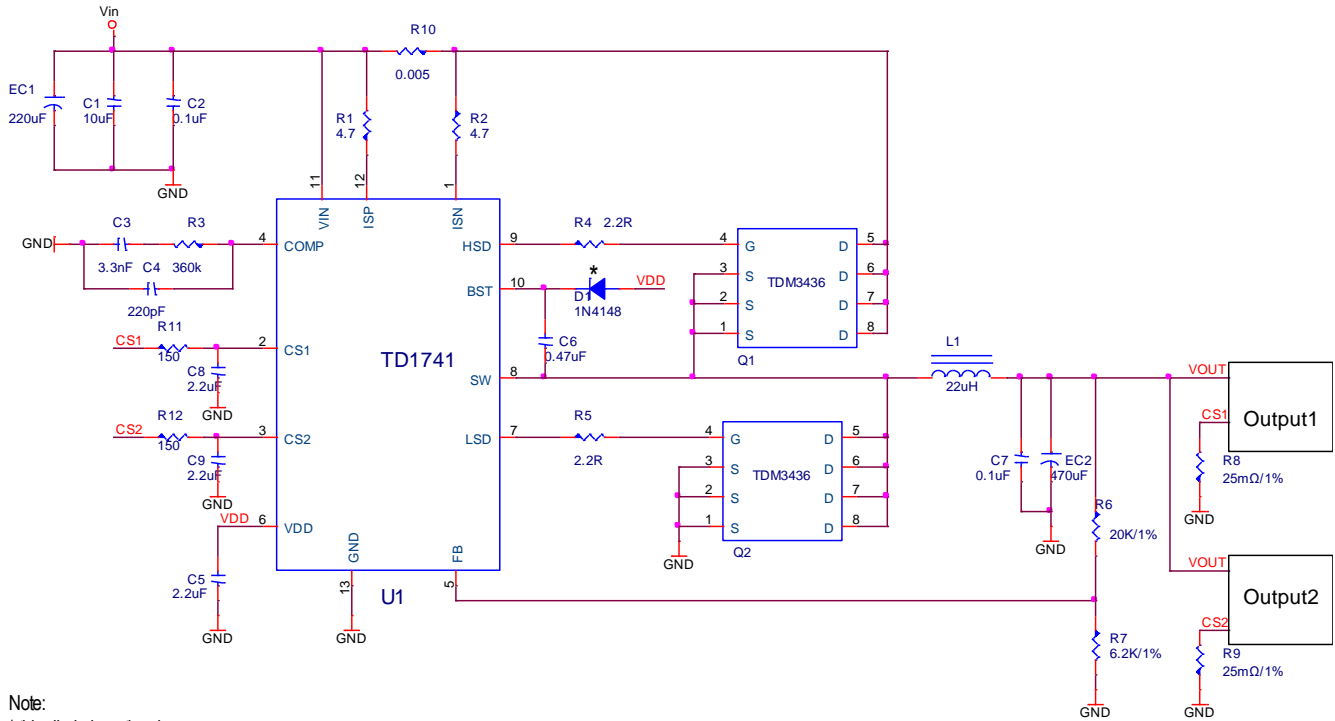 Vin
R10
0.005
EC1
220uF
C1
10uF
C2
0.1uF
R1
4.7
R2
4.7
GND
11
12
1
VIN
ISP
ISN
C3
R3
GND
3.3nF
C4
360k
220pF
4
COMP
HSD
9
R4 2.2R
4
G
D
5
3
S
D
6
2
S
D
7
1
S
D
8
TDM3436
Q1
BST
10
*
D1
1N4148
VDD
C6
0.47uF
TD1741
R11
CS1
150
2
CS1
C8
2.2uF
GND
SW
8
L1
22uH
VOUT
CS1
Output1
R8
25mΩ/1%
GND
R12
CS2
150
3
CS2
C9
2.2uF
GND
LSD
7
R5
2.2R
4
G
D
5
3
S
D
6
2
S
D
7
1
S
D
8
TDM3436
Q2
GND
C7
0.1uF
EC2
470uF
GND
R6
20K/1%
VDD
6
VDD
C5
2.2uF
GND
GND
13
GND
FB
5
U1
VOUT
CS2
Output2
R7
6.2K/1%
GND
R9
25mΩ/1%
GND
Note: